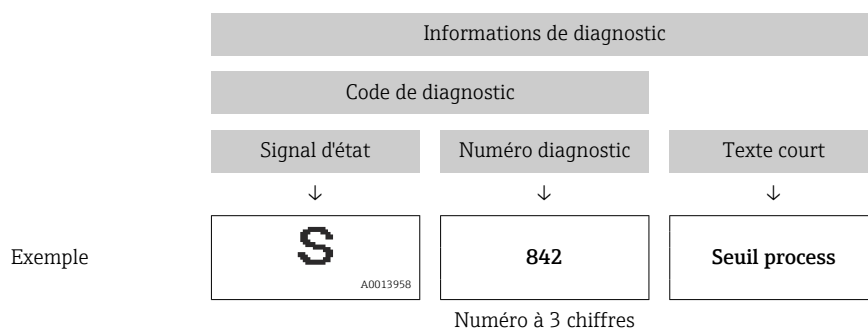 Informations de diagnostic
Code de diagnostic
Signal d'état Numéro diagnostic Texte court
↓ ↓ ↓
Exemple S 842 Seuil process
A0013958
Numéro à 3 chiffres